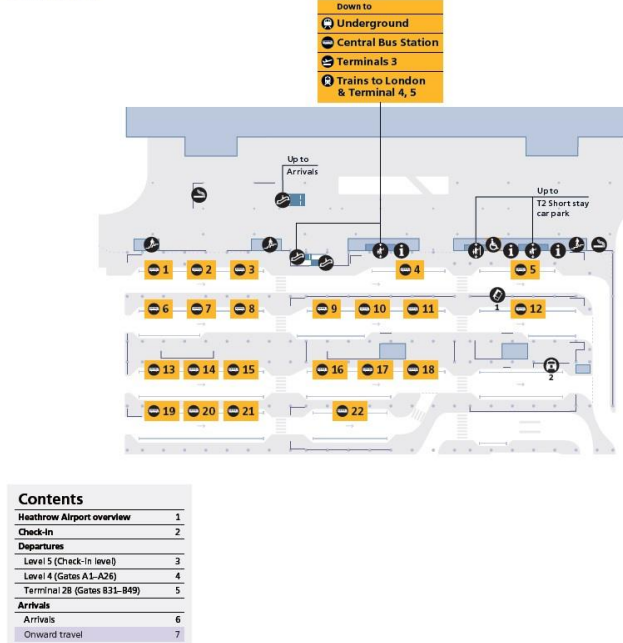 Down to
Underground
Central Bus Station
Terminals 3
Trains to London
& Terminal 4, 5
Up to
Arrivals
Up to
T2 Short stay
car park
1 2 3 4 5
6 7 8 9 10 11 1 12
13 14 15 16 17 18 2
19 20 21 22
Contents
Heathrow Airport overview 1
Check-in 2
Departures
Level 5 (Check-in level) 3
Level 4 (Gates A1–A26) 4
Terminal 2B (Gates B31–B49) 5
Arrivals
Arrivals 6
Onward travel 7